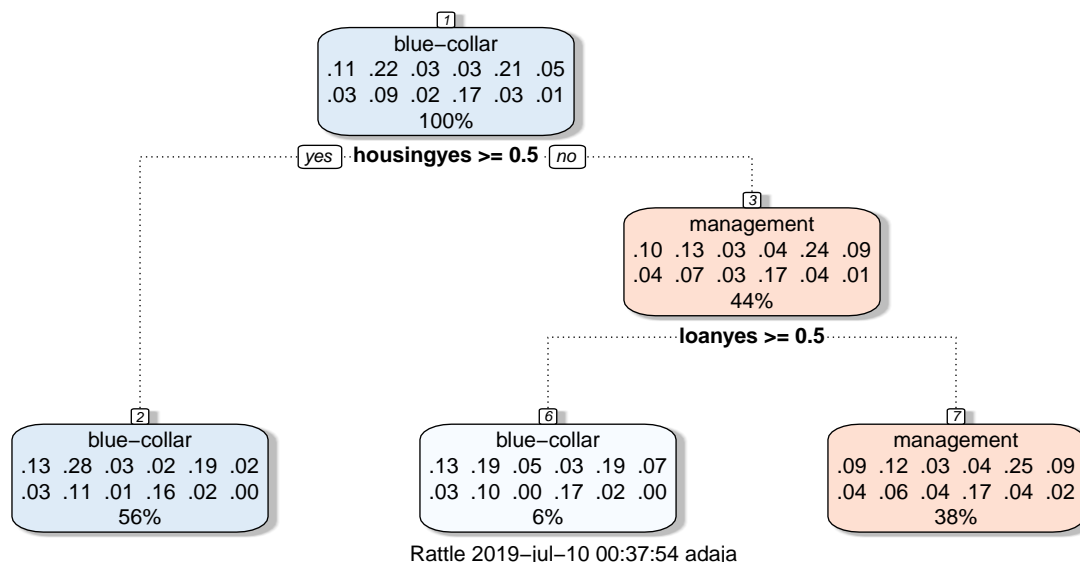 1
blue−collar
.11 .22 .03 .03 .21 .05
.03 .09 .02 .17 .03 .01
100%
yes housingyes >= 0.5 no
3
management
.10 .13 .03 .04 .24 .09
.04 .07 .03 .17 .04 .01
44%
loanyes >= 0.5
2
blue−collar
.13 .28 .03 .02 .19 .02
.03 .11 .01 .16 .02 .00
56%
6
blue−collar
.13 .19 .05 .03 .19 .07
.03 .10 .00 .17 .02 .00
6%
7
management
.09 .12 .03 .04 .25 .09
.04 .06 .04 .17 .04 .02
38%
Rattle 2019−jul−10 00:37:54 adaja